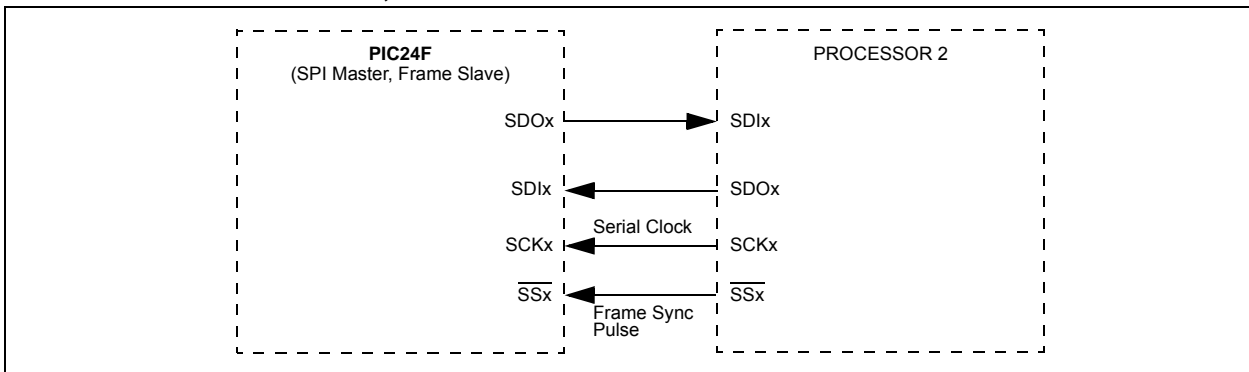 PIC24F
(SPI Master, Frame Slave)
PROCESSOR 2
SDOx
SDIx
SDIx
SDOx
Serial Clock
SCKx
SCKx
SSx
SSx
Frame Sync
Pulse